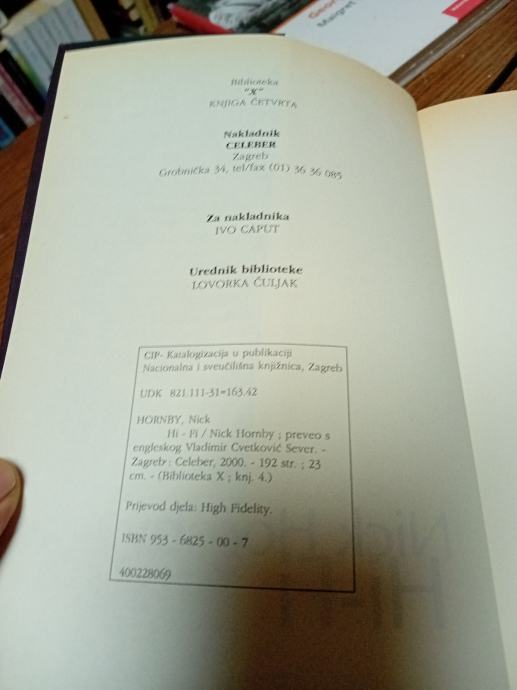 Geor
Maigret
Biblioteka
"X"
KNJIGA ČETVRTA
Nakladnik
CELEBER
Zagreb
Grobnička 34, tel/fax (01) 36 36 085
Za nakladnika
IVO CAPUT
Urednik biblioteke
LOVORKA ČULJAK
CIP- Katalogizacija u publikaciji
Nacionalna i sveučilišna knjižnica, Zagreb
UDK 821.111-31=163.42
HORNBY, Nick
Hi - Fi / Nick Hornby ; preveo s
engleskog Vladimir Cvetković Sever. -
Zagreb : Celeber, 2000. - 192 str. ; 23
cm. - (Biblioteka X ; knj. 4.)
Prijevod djela: High Fidelity.
ISBN 953 - 6825 - 00 - 7
400228069